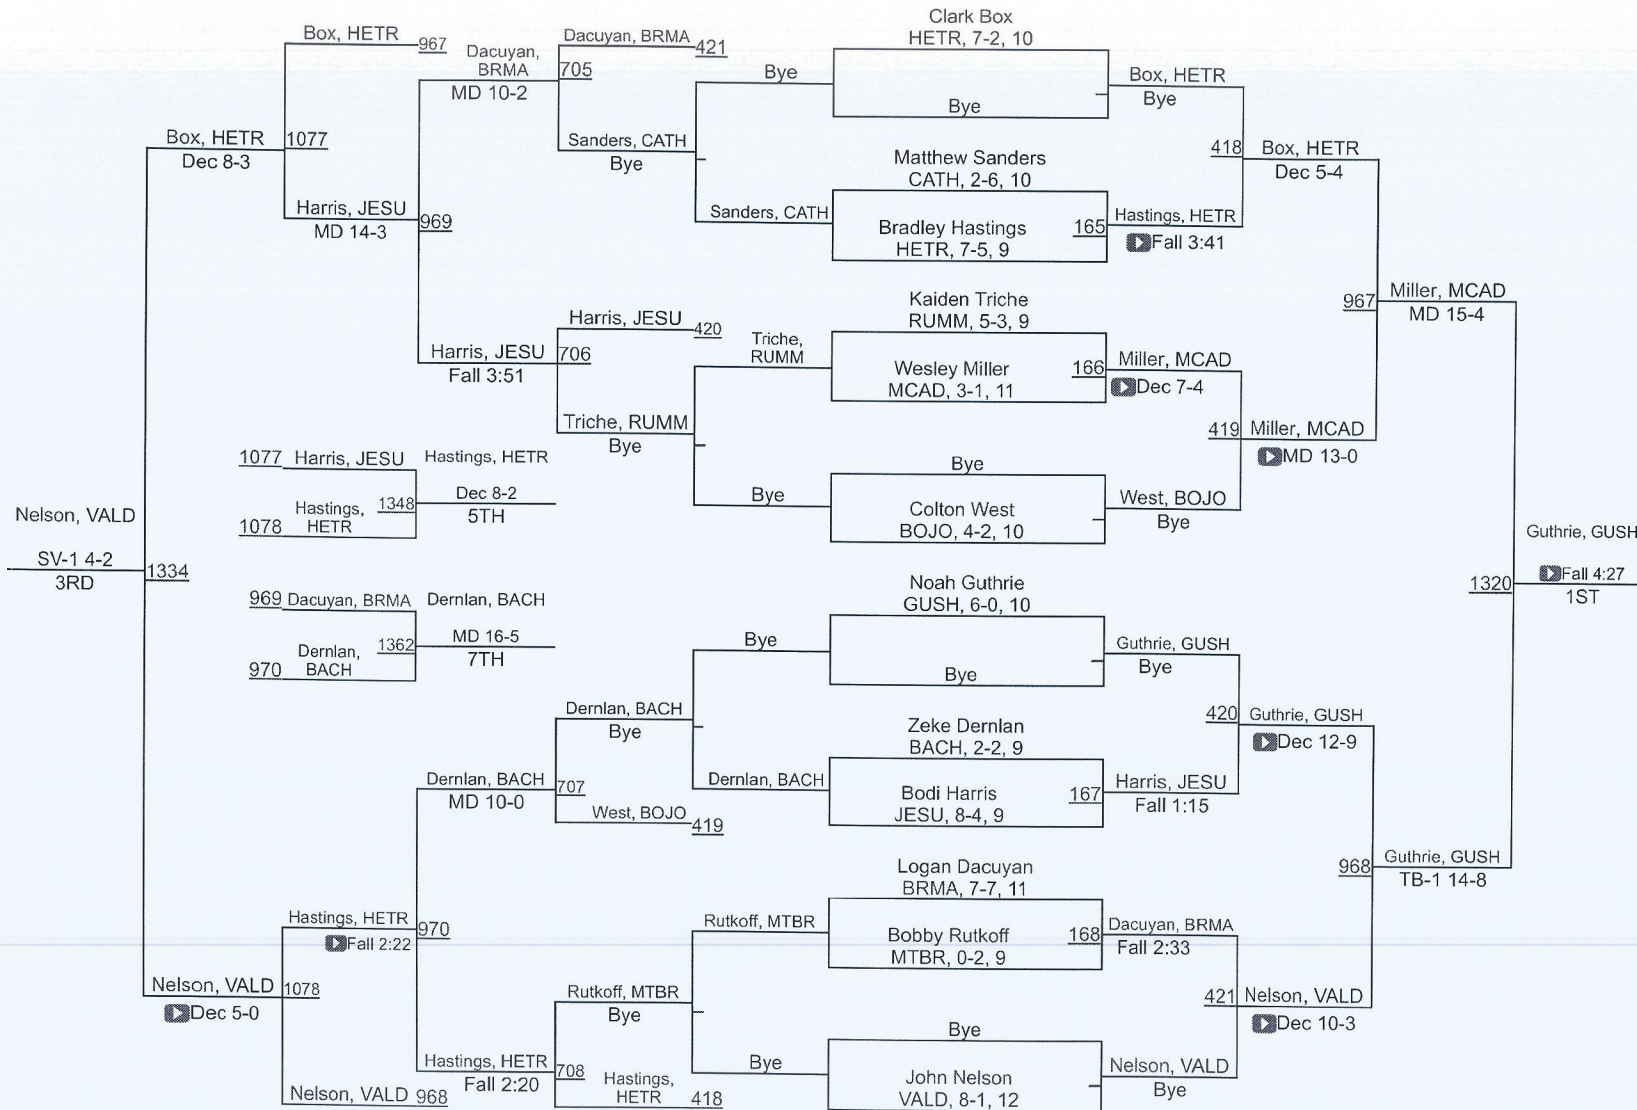 Clark Box
HETR, 7-2, 10
Bye
Bye
Box, HETR
Bye
Matthew Sanders
CATH, 2-6, 10
Sanders, CATH
Bradley Hastings
HETR, 7-5, 9
165
Hastings, HETR
Fall 3:41
418
Box, HETR
Dec 5-4
Kaiden Triche
RUMM, 5-3, 9
Triche,
RUMM
Wesley Miller
MCAD, 3-1, 11
166
Miller, MCAD
Dec 7-4
Bye
Bye
Colton West
BOJO, 4-2, 10
West, BOJO
Bye
419
Miller, MCAD
MD 13-0
967
Miller, MCAD
MD 15-4
Noah Guthrie
GUSH, 6-0, 10
Bye
Bye
Guthrie, GUSH
Bye
Zeke Dernlan
BACH, 2-2, 9
Dernlan, BACH
Bodi Harris
JESU, 8-4, 9
167
Harris, JESU
Fall 1:15
420
Guthrie, GUSH
Dec 12-9
Logan Dacuyan
BRMA, 7-7, 11
Rutkoff, MTBR
Bobby Rutkoff
MTBR, 0-2, 9
168
Dacuyan, BRMA
Fall 2:33
Bye
Bye
John Nelson
VALD, 8-1, 12
Nelson, VALD
Bye
421
Nelson, VALD
Dec 10-3
968
Guthrie, GUSH
TB-1 14-8
1320
Guthrie, GUSH
Fall 4:27
1ST
Dacuyan, BRMA
421
Sanders, CATH
Bye
705
Dacuyan,
BRMA
MD 10-2
Harris, JESU
420
Triche, RUMM
Bye
706
Harris, JESU
Fall 3:51
969
Harris, JESU
MD 14-3
Box, HETR
967
1077
Box, HETR
Dec 8-3
1077
Harris, JESU
1078
Hastings,
HETR
1348
Hastings, HETR
Dec 8-2
5TH
969
Dacuyan, BRMA
970
Dernlan,
BACH
1362
Dernlan, BACH
MD 16-5
7TH
Dernlan, BACH
Bye
West, BOJO
419
707
Dernlan, BACH
MD 10-0
Rutkoff, MTBR
Bye
Hastings,
HETR
418
708
Hastings, HETR
Fall 2:20
970
Hastings, HETR
Fall 2:22
Nelson, VALD
968
1078
Nelson, VALD
Dec 5-0
1334
Nelson, VALD
SV-1 4-2
3RD